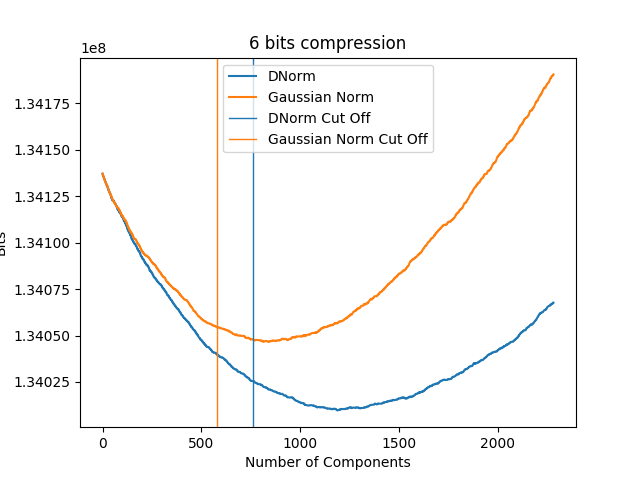 6 bits compression
1e8
DNorm
Gaussian Norm
DNorm Cut Off
Gaussian Norm Cut Off
1.34175
1.34150
1.34125
1.34100
1.34075
1.34050
1.34025
Bits
0 500 1000 1500 2000
Number of Components